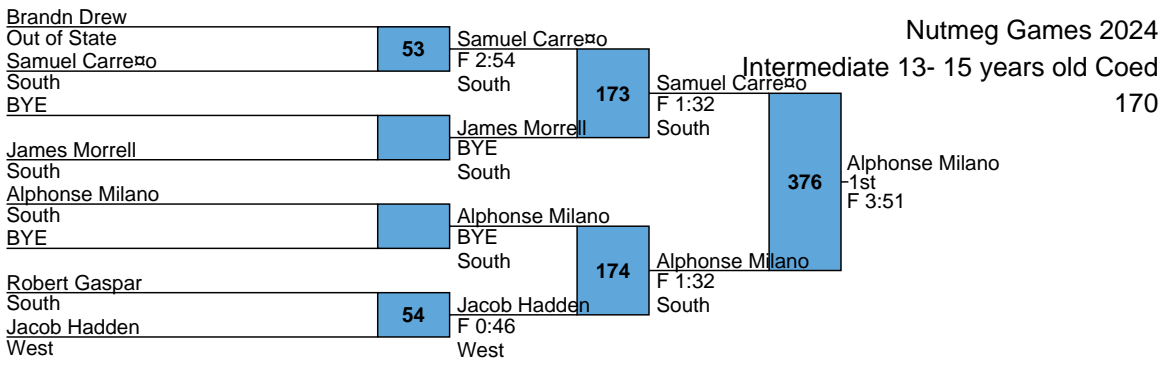 Nutmeg Games 2024
Intermediate 13- 15 years old Coed
170
Brandn Drew
Out of State
Samuel Carre¤o
South
BYE
James Morrell
South
Alphonse Milano
South
BYE
Robert Gaspar
South
Jacob Hadden
West
53
54
Samuel Carre¤o
F 2:54
South
James Morrell
BYE
South
Alphonse Milano
BYE
South
Jacob Hadden
F 0:46
West
173
174
Samuel Carre¤o
F 1:32
South
Alphonse Milano
F 1:32
South
376
Alphonse Milano
1st
F 3:51